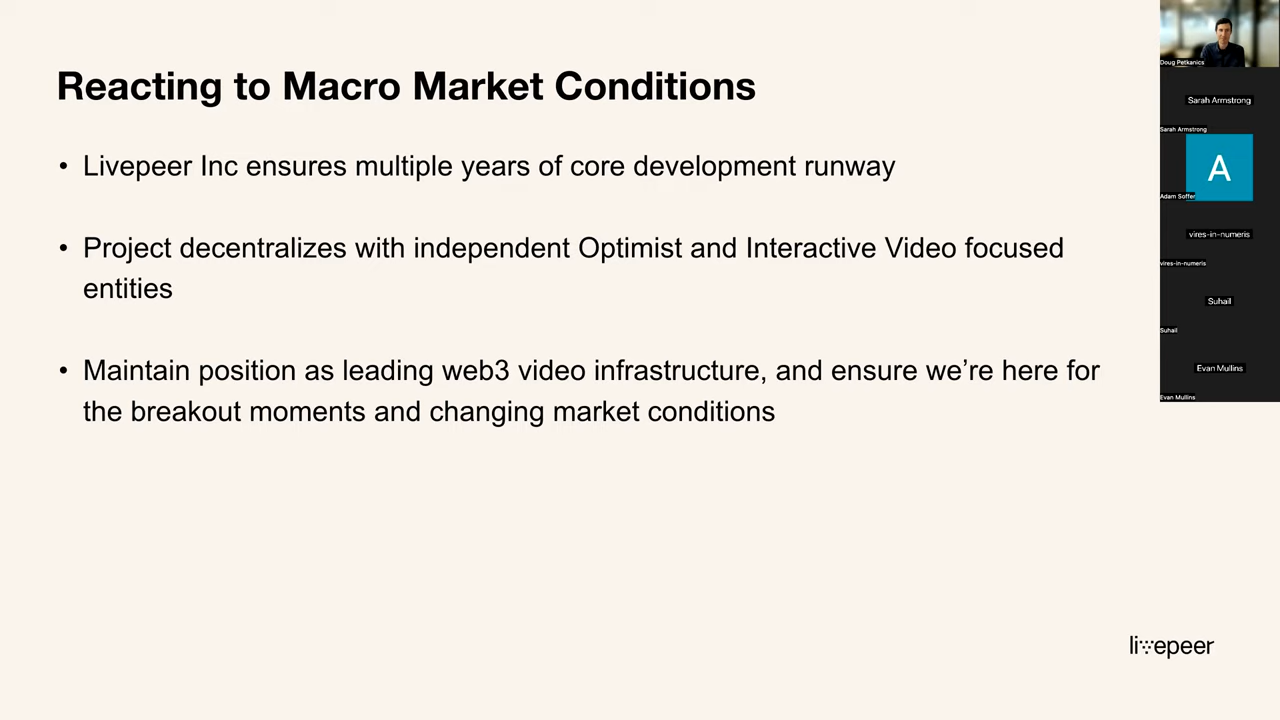 Reacting to Macro Market Conditions
• Livepeer Inc ensures multiple years of core development runway
• Project decentralizes with independent Optimist and Interactive Video focused
entities
• Maintain position as leading web3 video infrastructure, and ensure we’re here for
the breakout moments and changing market conditions
livepeer
Doug Petkanics
Sarah Armstrong
Sarah Armstrong
A
Adam Soffer
vires-in-numeris
vires-in-numeris
Suhail
Suhail
Evan Mullins
Evan Mullins